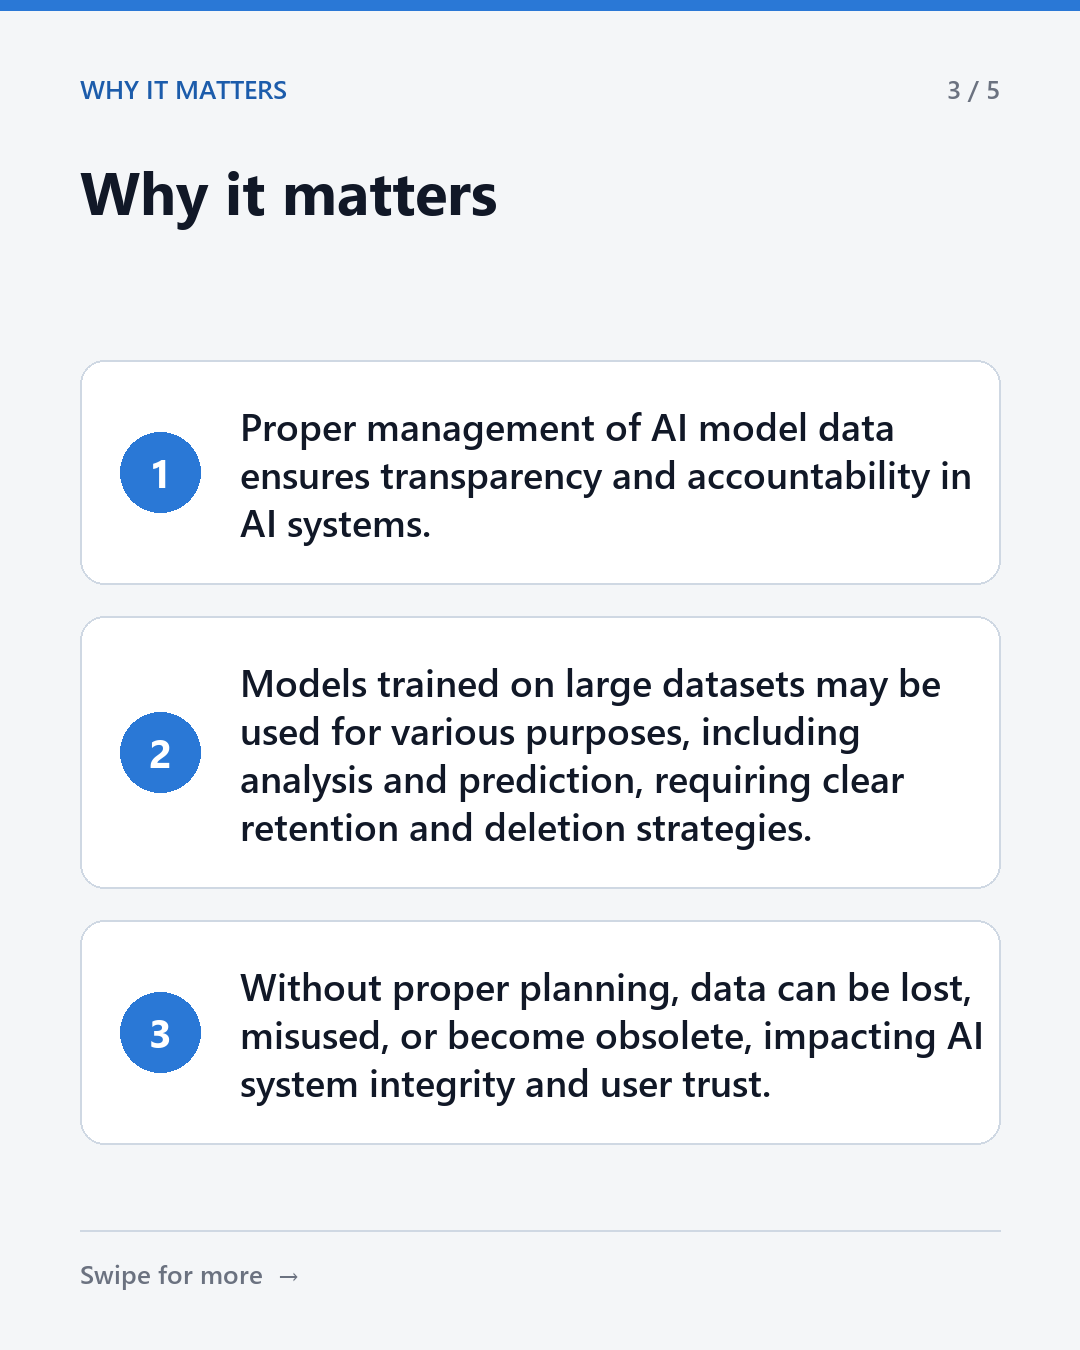 WHY IT MATTERS
3 / 5
Why it matters
1
Proper management of AI model data
ensures transparency and accountability in
AI systems.
2
Models trained on large datasets may be
used for various purposes, including
analysis and prediction, requiring clear
retention and deletion strategies.
3
Without proper planning, data can be lost,
misused, or become obsolete, impacting AI
system integrity and user trust.
Swipe for more →